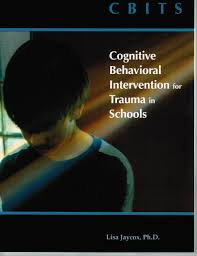 CBITS
Cognitive
Behavioral
Intervention for
Trauma in
Schools
Lisa Jaycox, Ph.D.